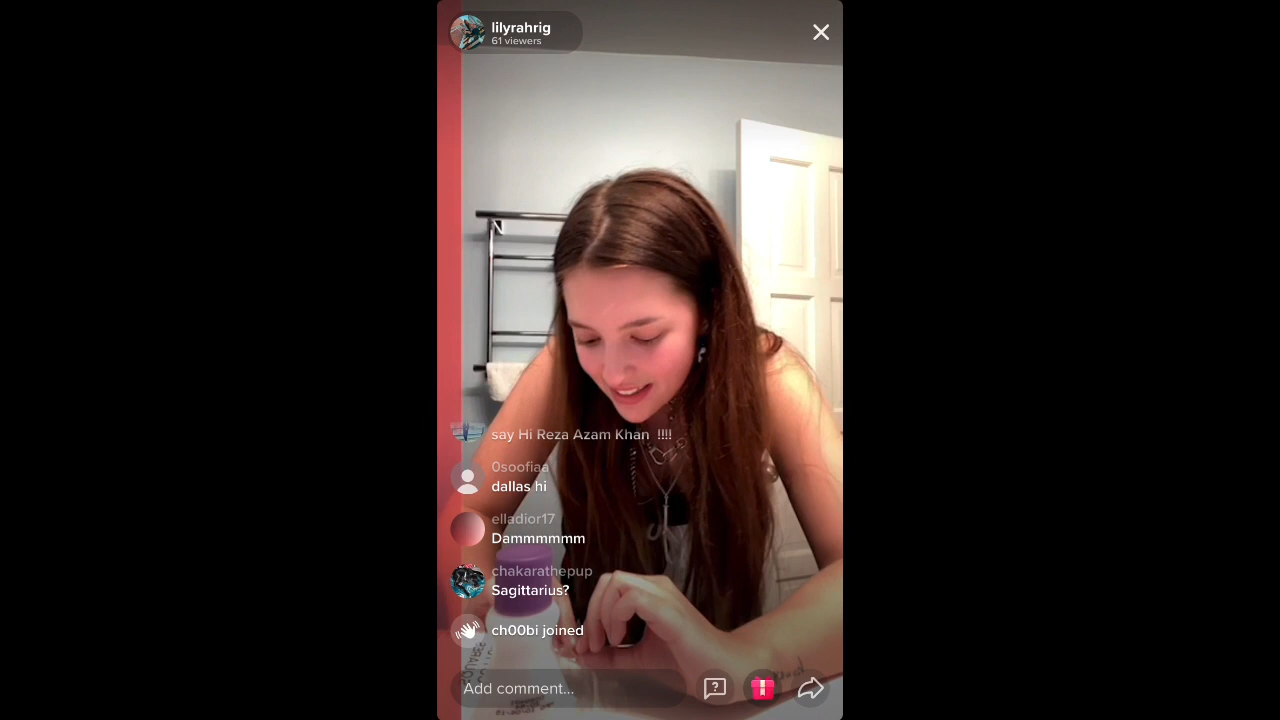 lilyrahrig
61 viewers
say Hi Reza Azam Khan !!!!
0soofiaa
dallas hi
elladior17
Dammmmmm
chakarathepup
Sagittarius?
ch00bi joined
Add comment...